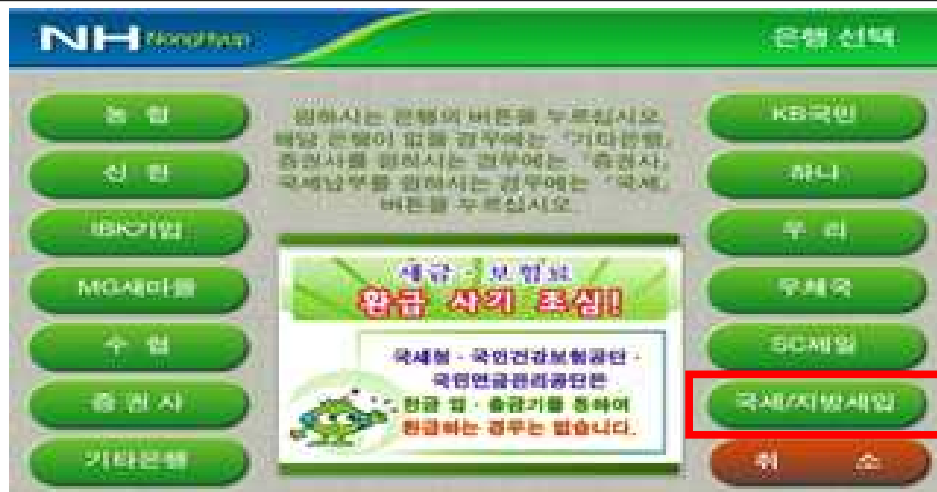 NH NongHyup
은행 선택
농 협
신 한
IBK기업
MG새마을
수 협
증 권 사
기타은행
원하시는 은행의 버튼을 누르십시오.
해당 은행이 없을 경우에는 「기타은행」
증권사를 원하시는 경우에는 「증권사」
국세납부를 원하시는 경우에는 「국세」
버튼을 누르십시오.
세금 · 보험료
환급 사기 조심!
국세청 · 국민건강보험공단 ·
국민연금관리공단은
현금 입 · 출금기를 통하여
환급하는 경우는 없습니다.
KB국민
하나
우 리
우체국
SC제일
국세/지방세입
취 소